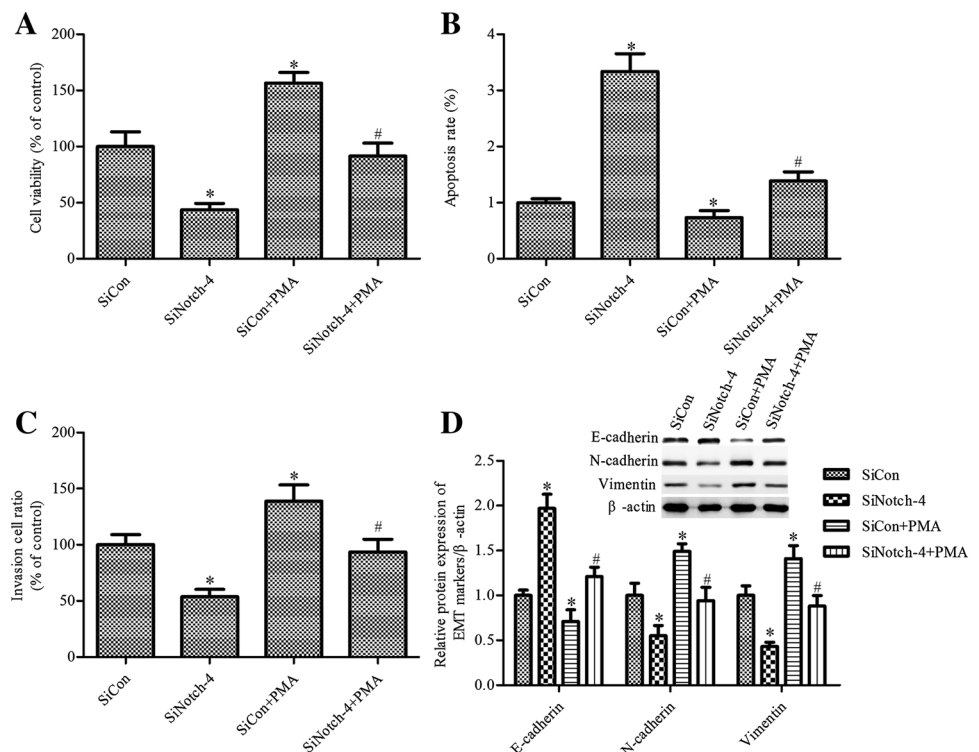 A
Cell viability (% of control)
200
150
100
50
0
*
*
#
SiCon
SiNotch-4
SiCon+PMA
SiNotch-4+PMA
B
Apoptosis rate (%)
4
3
2
1
0
*
*
#
SiCon
SiNotch-4
SiCon+PMA
SiNotch-4+PMA
C
Invasion cell ratio
(% of control)
200
150
100
50
0
*
*
#
SiCon
SiNotch-4
SiCon+PMA
SiNotch-4+PMA
D
SiCon
SiNotch-4
SiCon+PMA
SiNotch-4+PMA
E-cadherin
N-cadherin
Vimentin
β -actin
Relative protein expression of
EMT markers/β -actin
2.5
2.0
1.5
1.0
0.5
0.0
*
*
#
*
*
#
*
*
#
E-cadherin
N-cadherin
Vimentin
SiCon
SiNotch-4
SiCon+PMA
SiNotch-4+PMA